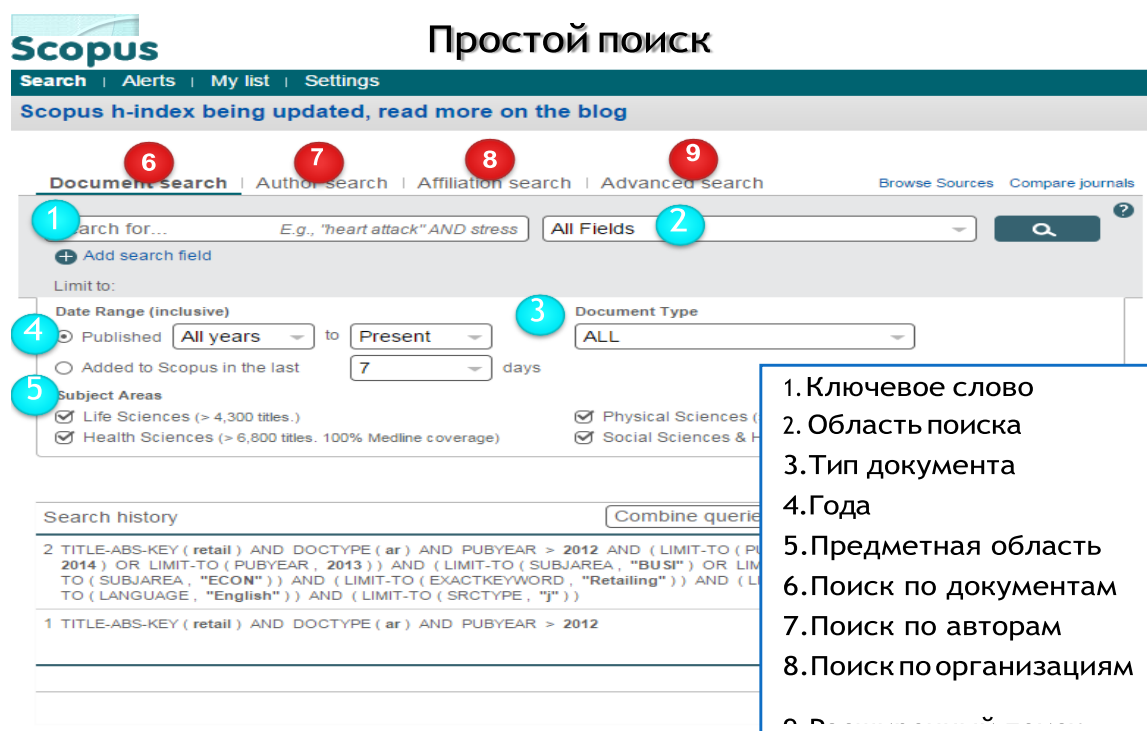 Scopus
Простой поиск
Search | Alerts | My list | Settings
Scopus h-index being updated, read more on the blog
6 7 8 9
Document search | Author search | Affiliation search | Advanced search Browse Sources Compare journals
1 2 ?
arch for... E.g., "heart attack" AND stress All Fields
Add search field
Limit to:
3
Date Range (inclusive) Document Type
4 Published All years to Present ALL
Added to Scopus in the last 7 days
5 ubject Areas
Life Sciences (> 4,300 titles.) Physical Sciences (
Health Sciences (> 6,800 titles. 100% Medline coverage) Social Sciences & H
Search history Combine querie
2 TITLE-ABS-KEY ( retail ) AND DOCTYPE ( ar ) AND PUBYEAR > 2012 AND ( LIMIT-TO ( PU
2014 ) OR LIMIT-TO ( PUBYEAR , 2013 ) ) AND ( LIMIT-TO ( SUBJAREA , "BUSI" ) OR LIM
TO ( SUBJAREA , "ECON" ) ) AND ( LIMIT-TO ( EXACTKEYWORD , "Retailing" ) ) AND ( LI
TO ( LANGUAGE , "English" ) ) AND ( LIMIT-TO ( SRCTYPE , "j" ) )
1 TITLE-ABS-KEY ( retail ) AND DOCTYPE ( ar ) AND PUBYEAR > 2012
1. Ключевое слово
2. Область поиска
3.Тип документа
4.Года
5.Предметная область
6.Поиск по документам
7.Поиск по авторам
8.Поиск по организациям